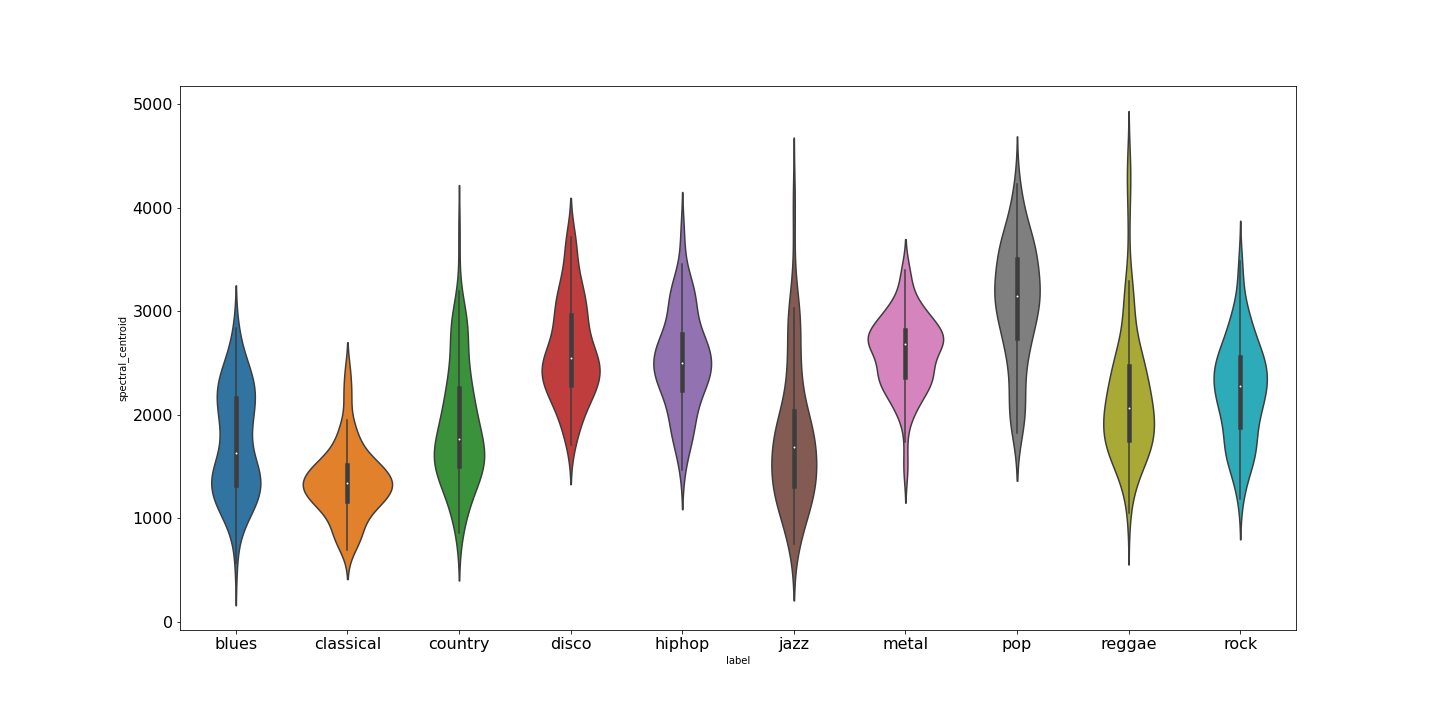 5000
4000
3000
2000
1000
0
spectral_centroid
blues classical country disco hiphop jazz metal pop reggae rock
label